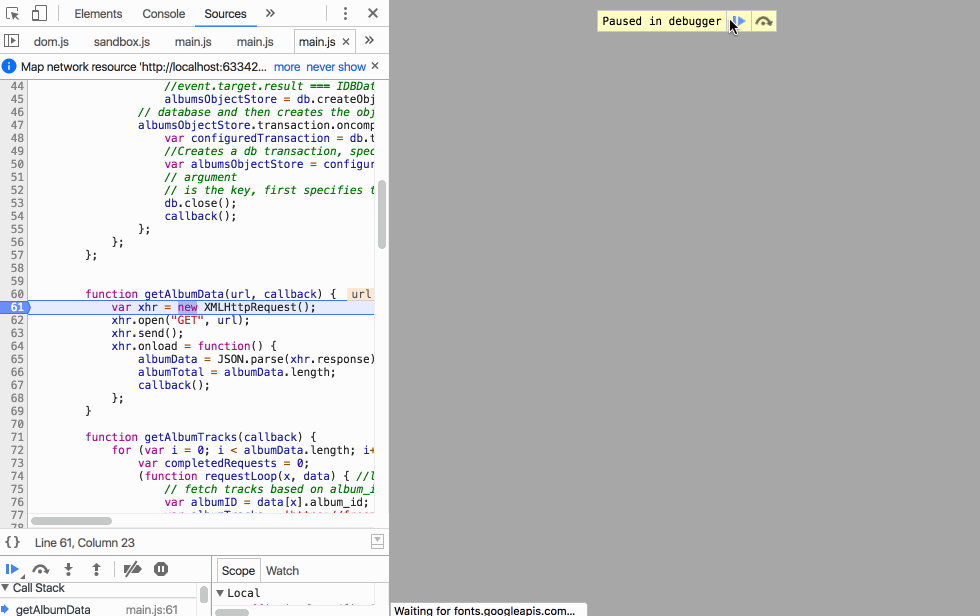 Elements Console Sources »
dom.js sandbox.js main.js main.js main.js × »
Map network resource 'http://localhost:63342... more never show ×
44 //event.target.result === IDBDat
45 albumsObjectStore = db.createObj
46 // database and then creates the obj
47 albumsObjectStore.transaction.oncomp
48 var configuredTransaction = db.t
49 //Creates a db transaction, spec
50 var albumsObjectStore = configur
51 // argument
52 // is the key, first specifies t
53 db.close();
54 callback();
55 };
56 };
57 };
58
59
60 function getAlbumData(url, callback) { url
61 var xhr = new XMLHttpRequest();
62 xhr.open("GET", url);
63 xhr.send();
64 xhr.onload = function() {
65 albumData = JSON.parse(xhr.response)
66 albumTotal = albumData.length;
67 callback();
68 };
69 }
70
71 function getAlbumTracks(callback) {
72 for (var i = 0; i < albumData.length; i+
73 var completedRequests = 0;
74 (function requestLoop(x, data) { //l
75 // fetch tracks based on album_i
76 var albumID = data[x].album_id;
77
78
{} Line 61, Column 23
Scope Watch
Call Stack
Local
getAlbumData main.js:61
Paused in debugger
Waiting for fonts.googleapis.com...